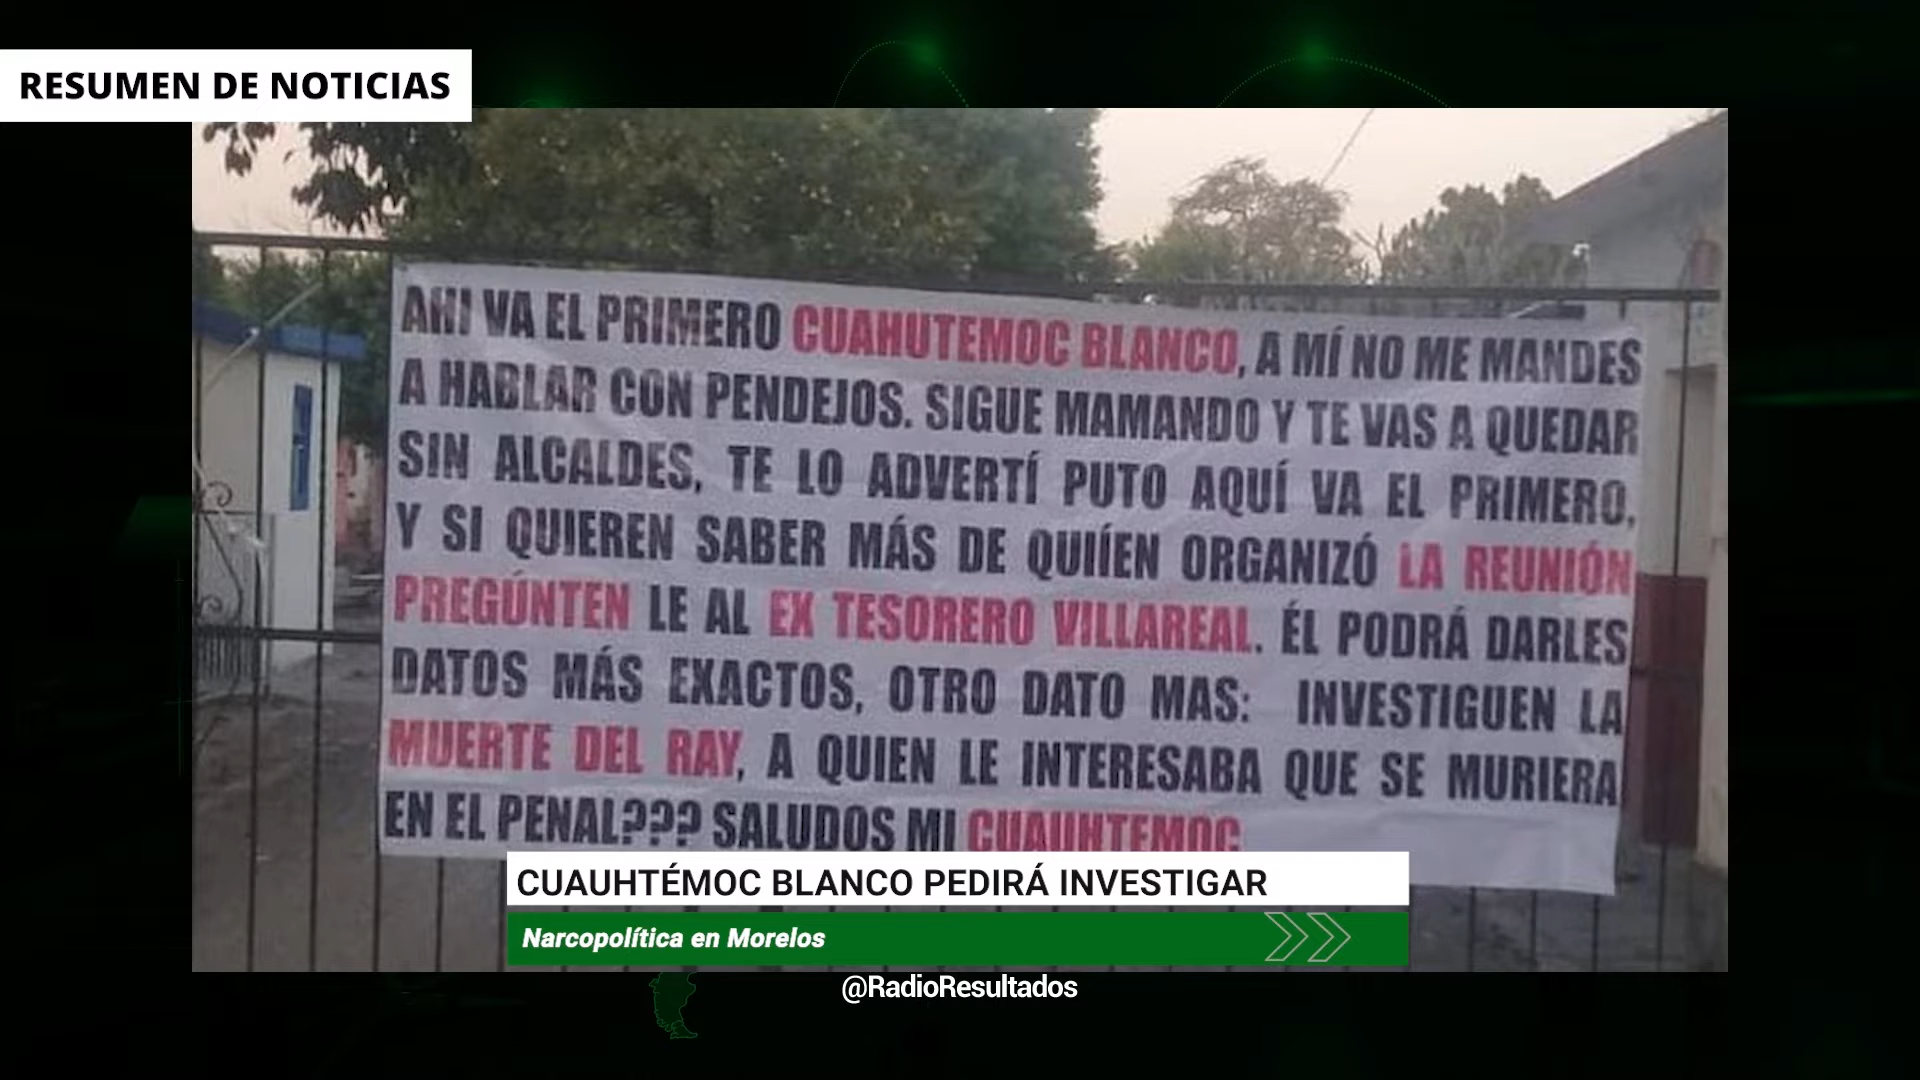 RESUMEN DE NOTICIAS
AHI VA EL PRIMERO CUAHUTEMOC BLANCO, A MÍ NO ME MANDES
A HABLAR CON PENDEJOS. SIGUE MAMANDO Y TE VAS A QUEDAR
SIN ALCALDES, TE LO ADVERTÍ PUTO AQUÍ VA EL PRIMERO,
Y SI QUIEREN SABER MÁS DE QUIÍEN ORGANIZÓ LA REUNIÓN
PREGÚNTEN LE AL EX TESORERO VILLAREAL. ÉL PODRÁ DARLES
DATOS MÁS EXACTOS, OTRO DATO MAS: INVESTIGUEN LA
MUERTE DEL RAY, A QUIEN LE INTERESABA QUE SE MURIERA
EN EL PENAL??? SALUDOS MI CUAUHTEMOC
CUAUHTÉMOC BLANCO PEDIRÁ INVESTIGAR
Narcopolítica en Morelos
@RadioResultados